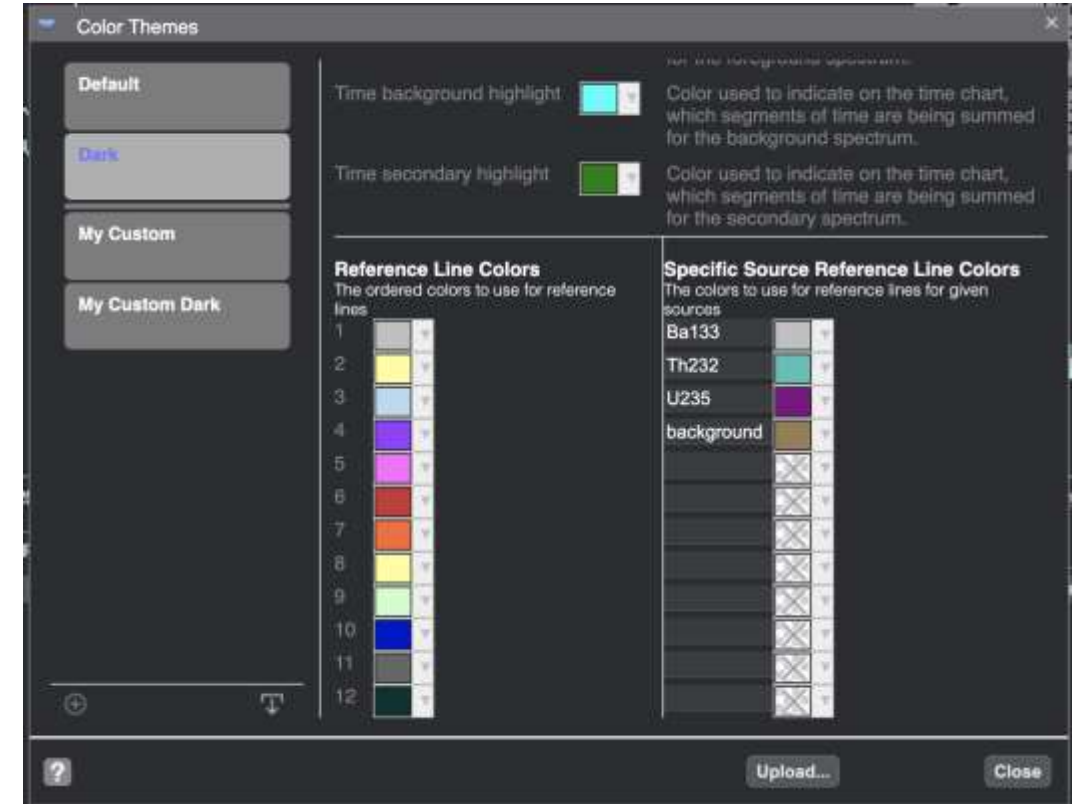 Color Themes
Default
Dark
My Custom
My Custom Dark
for the foreground spectrum.
Time background highlight
Color used to indicate on the time chart,
which segments of time are being summed
for the background spectrum.
Time secondary highlight
Color used to indicate on the time chart,
which segments of time are being summed
for the secondary spectrum.
Reference Line Colors
The ordered colors to use for reference
lines
1
2
3
4
5
6
7
8
9
10
11
12
Specific Source Reference Line Colors
The colors to use for reference lines for given
sources
Ba133
Th232
U235
background
?
Upload...
Close